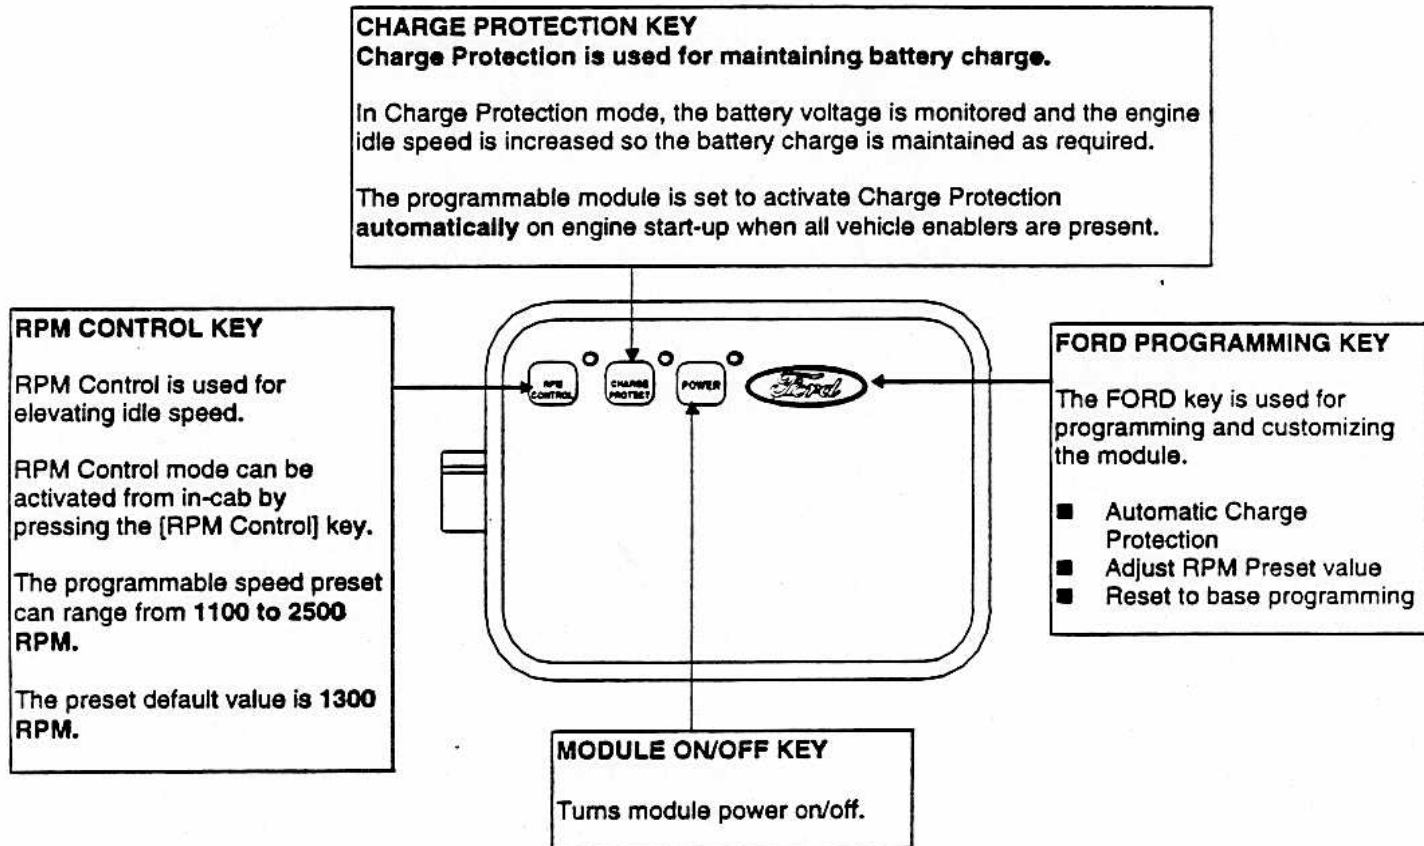 CHARGE PROTECTION KEY
Charge Protection is used for maintaining battery charge.
In Charge Protection mode, the battery voltage is monitored and the engine
idle speed is increased so the battery charge is maintained as required.
The programmable module is set to activate Charge Protection
automatically on engine start-up when all vehicle enablers are present.
RPM CONTROL KEY
RPM Control is used for
elevating idle speed.
RPM Control mode can be
activated from in-cab by
pressing the [RPM Control] key.
The programmable speed preset
can range from 1100 to 2500
RPM.
The preset default value is 1300
RPM.
RPM
CONTROL
CHARGE
PROTECT
POWER
Ford
FORD PROGRAMMING KEY
The FORD key is used for
programming and customizing
the module.
■ Automatic Charge
Protection
■ Adjust RPM Preset value
■ Reset to base programming
MODULE ON/OFF KEY
Turns module power on/off.